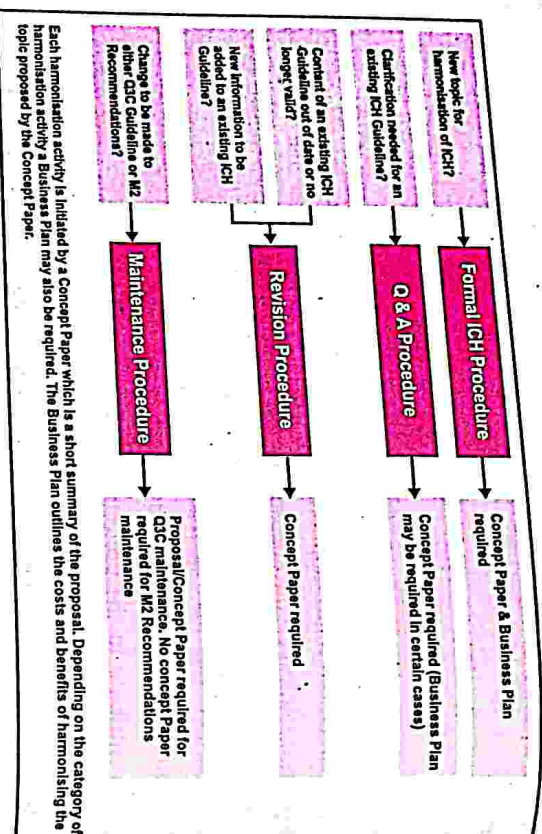 New topic for
harmonisation of ICH?
Formal ICH Procedure
Concept Paper & Business Plan
required
Clarification needed for an
existing ICH Guideline?
Q & A Procedure
Concept Paper required (Business Plan
may be required in certain cases)
Content of an existing ICH
Guideline out of date or no
longer valid?
New Information to be
added to an existing ICH
Guideline?
Revision Procedure
Concept Paper required
Change to be made to
either Q3C Guideline or M2
Recommendations?
Maintenance Procedure
Proposal/Concept Paper required for
Q3C maintenance. No concept Paper
required for M2 Recommendations
maintenance
Each harmonisation activity is initiated by a Concept Paper which is a short summary of the proposal. Depending on the category of
harmonisation activity a Business Plan may also be required. The Business Plan outlines the costs and benefits of harmonising the
topic proposed by the Concept Paper.